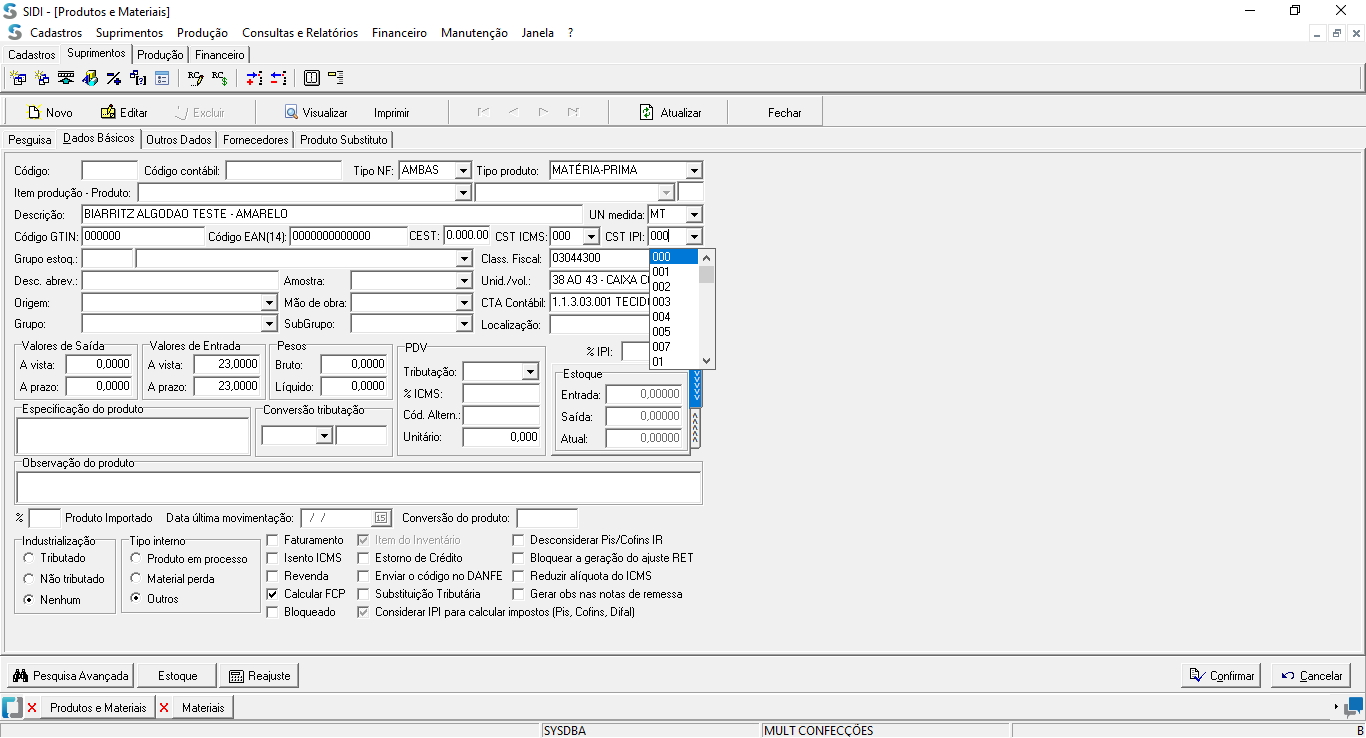 SIDI - [Produtos e Materiais]
Cadastros Suprimentos Produção Consultas e Relatórios Financeiro Manutenção Janela ?
Cadastros Suprimentos Produção Financeiro
Novo Editar Excluir Visualizar Imprimir Atualizar Fechar
Pesquisa Dados Básicos Outros Dados Fornecedores Produto Substituto
Código: Código contábil: Tipo NF: AMBAS Tipo produto: MATÉRIA-PRIMA
Item produção - Produto:
Descrição: BIARRITZ ALGODAO TESTE - AMARELO UN medida: MT
Código GTIN: 000000 Código EAN(14): 0000000000000 CEST: 0.000.00 CST ICMS: 000 CST IPI: 000
Grupo estoq.: Class. Fiscal: 03044300 000
001
Desc. abrev.: Amostra: Unid./vol.: 38 AO 43 - CAIXA C 002
Origem: Mão de obra: CTA Contábil: 1.1.3.03.001 TECID 003
004
Grupo: SubGrupo: Localização: 005
007
01
Valores de Saída Valores de Entrada Pesos PDV % IPI:
A vista: 0,0000 A vista: 23,0000 Bruto: 0,0000 Tributação: Estoque
A prazo: 0,0000 A prazo: 23,0000 Líquido: 0,0000 % ICMS: Entrada: 0,00000
Especificação do produto Conversão tributação Cód. Altern.: Saída: 0,00000
Unitário: 0,000 Atual: 0,00000
Observação do produto
% Produto Importado Data última movimentação: / / 15 Conversão do produto:
Industrialização Tipo interno Faturamento Item do Inventário Desconsiderar Pis/Cofins IR
Tributado Produto em processo Isento ICMS Estorno de Crédito Bloquear a geração do ajuste RET
Não tributado Material perda Revenda Enviar o código no DANFE Reduzir alíquota do ICMS
Nenhum Outros Calcular FCP Substituição Tributária Gerar obs nas notas de remessa
Bloqueado Considerar IPI para calcular impostos (Pis, Cofins, Difal)
Pesquisa Avançada Estoque Reajuste Confirmar Cancelar
Produtos e Materiais Materiais
SYSDBA MULT CONFECÇÕES B